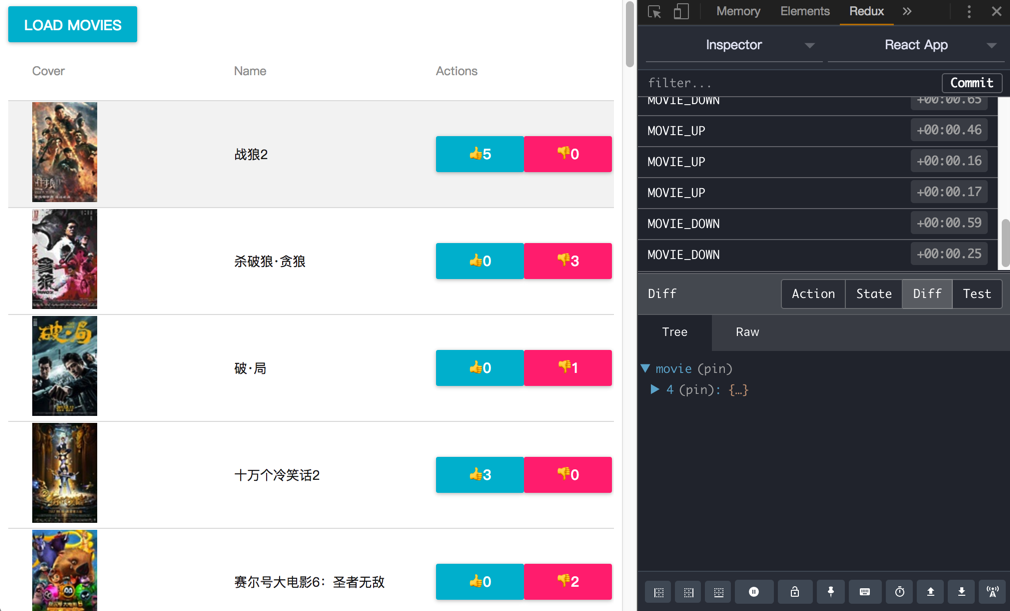 LOAD MOVIES
Cover Name Actions
战狼2 👍5 👎0
杀破狼·贪狼 👍0 👎3
破·局 👍0 👎1
十万个冷笑话2 👍3 👎0
赛尔号大电影6：圣者无敌 👍0 👎2
Memory Elements Redux »
Inspector React App
filter... Commit
MOVIE_DOWN +00:00.65
MOVIE_UP +00:00.46
MOVIE_UP +00:00.16
MOVIE_UP +00:00.17
MOVIE_DOWN +00:00.59
MOVIE_DOWN +00:00.25
Diff Action State Diff Test
Tree Raw
movie (pin)
4 (pin): {…}